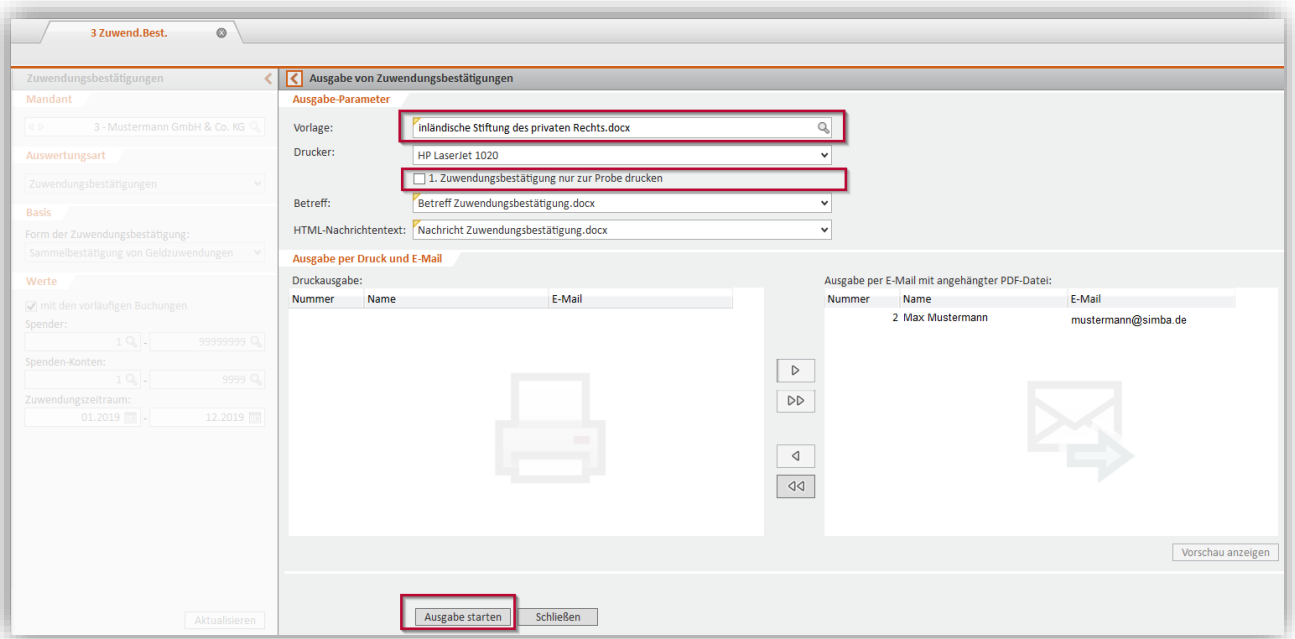 3 Zuwend.Best.
Zuwendungsbestätigungen
Mandant
3 - Mustermann GmbH & Co. KG
Auswertungsart
Zuwendungsbestätigungen
Basis
Form der Zuwendungsbestätigung:
Sammelbestätigung von Geldzuwendungen
Werte
mit den vorläufigen Buchungen
Spender:
1 - 99999999
Spenden-Konten:
1 - 9999
Zuwendungszeitraum:
01.2019 - 12.2019
Aktualisieren
Ausgabe von Zuwendungsbestätigungen
Ausgabe-Parameter
Vorlage: inländische Stiftung des privaten Rechts.docx
Drucker: HP LaserJet 1020
1. Zuwendungsbestätigung nur zur Probe drucken
Betreff: Betreff Zuwendungsbestätigung.docx
HTML-Nachrichtentext: Nachricht Zuwendungsbestätigung.docx
Ausgabe per Druck und E-Mail
Druckausgabe:
Nummer Name E-Mail
Ausgabe per E-Mail mit angehängter PDF-Datei:
Nummer Name E-Mail
2 Max Mustermann mustermann@simba.de
Vorschau anzeigen
Ausgabe starten Schließen